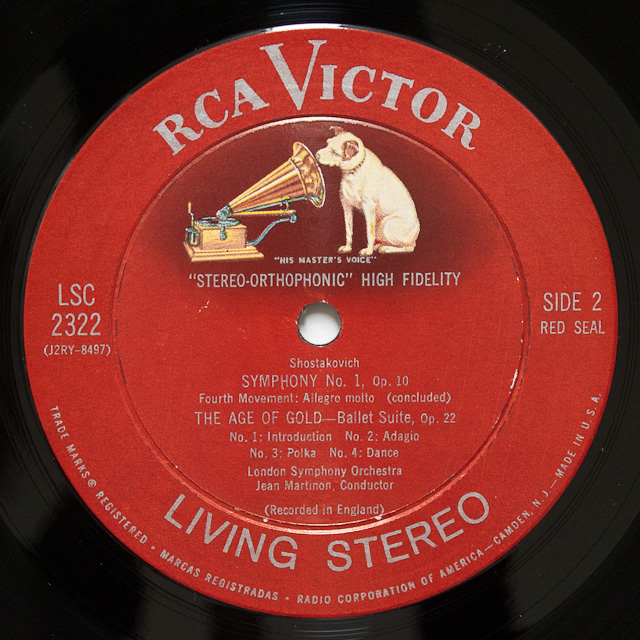 RCA VICTOR
"HIS MASTER'S VOICE"
"STEREO-ORTHOPHONIC" HIGH FIDELITY
LSC
2322
(J2RY-8497)
SIDE 2
RED SEAL
Shostakovich
SYMPHONY No. 1, Op. 10
Fourth Movement: Allegro molto (concluded)
THE AGE OF GOLD—Ballet Suite, Op. 22
No. 1: Introduction No. 2: Adagio
No. 3: Polka No. 4: Dance
London Symphony Orchestra
Jean Martinon, Conductor
(Recorded in England)
LIVING STEREO
TRADE MARKS ® REGISTERED • MARCAS REGISTRADAS • RADIO CORPORATION OF AMERICA—CAMDEN, N.J.—MADE IN U.S.A.